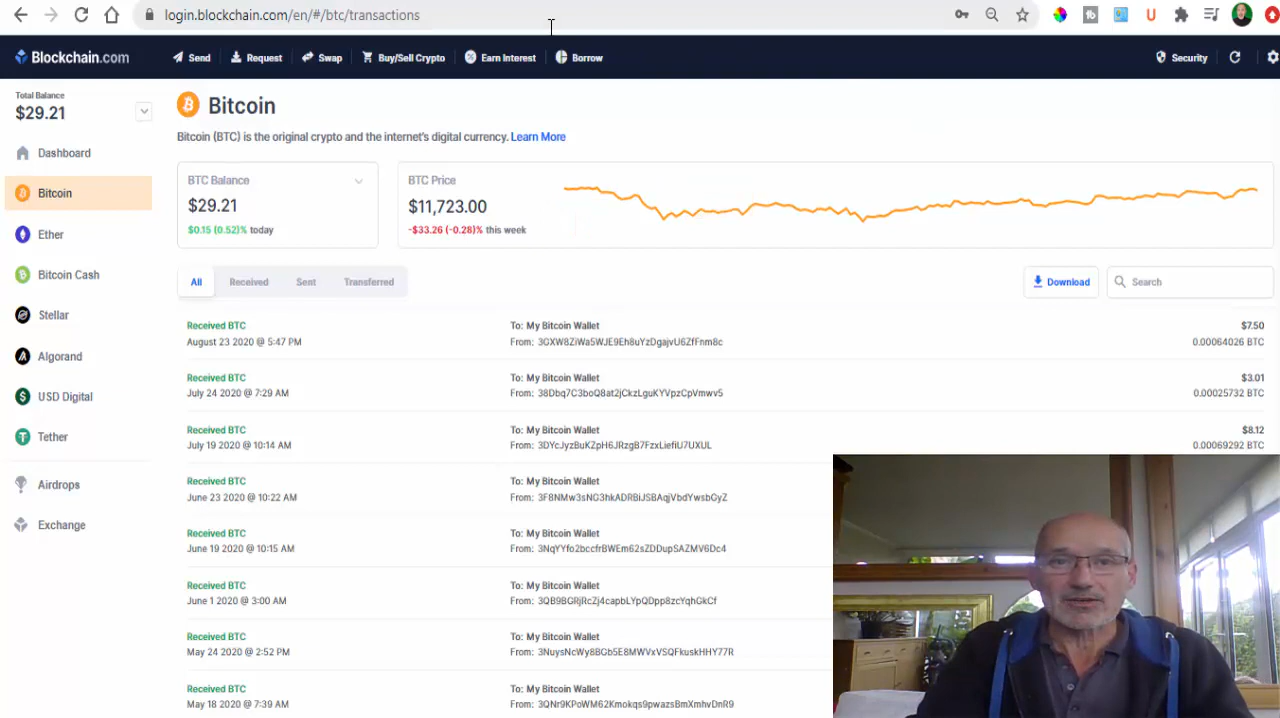 login.blockchain.com/en/#/btc/transactions
Blockchain.com
Send
Request
Swap
Buy/Sell Crypto
Earn Interest
Borrow
Security
Total Balance
$29.21
Dashboard
Bitcoin
Ether
Bitcoin Cash
Stellar
Algorand
USD Digital
Tether
Airdrops
Exchange
Bitcoin
Bitcoin (BTC) is the original crypto and the internet's digital currency. Learn More
BTC Balance
$29.21
$0.15 (0.52)% today
BTC Price
$11,723.00
-$33.26 (-0.28)% this week
All
Received
Sent
Transferred
Download
Search
Received BTC
August 23 2020 @ 5:47 PM
To: My Bitcoin Wallet
From: 3GXW8ZiWa5WJE9Eh8uYzDgajvU6ZfFnm8c
$7.50
0.00064026 BTC
Received BTC
July 24 2020 @ 7:29 AM
To: My Bitcoin Wallet
From: 38Dbq7C3boQ8at2jCkzLguKYVpzCpVmwv5
$3.01
0.00025732 BTC
Received BTC
July 19 2020 @ 10:14 AM
To: My Bitcoin Wallet
From: 3DYcJyzBuKZpH6JRzgB7FzxLiefiU7UXUL
$8.12
0.00069292 BTC
Received BTC
June 23 2020 @ 10:22 AM
To: My Bitcoin Wallet
From: 3F8NMw3sNG3hkADRBiJSBAqjVbdYwsbGyZ
Received BTC
June 19 2020 @ 10:15 AM
To: My Bitcoin Wallet
From: 3NqYYfo2bccfrBWEm62sZDDupSAZMV6Dc4
Received BTC
June 1 2020 @ 3:00 AM
To: My Bitcoin Wallet
From: 3QB9BGRjRcZj4capbLYpQDpp8zcYqhGkCf
Received BTC
May 24 2020 @ 2:52 PM
To: My Bitcoin Wallet
From: 3NuysNcWy8BGb5E8MWVxVSQFkuskHHY77R
Received BTC
May 18 2020 @ 7:39 AM
To: My Bitcoin Wallet
From: 3QNr9KPoWM62Kmokqs9pwazsBmXmhvDnR9